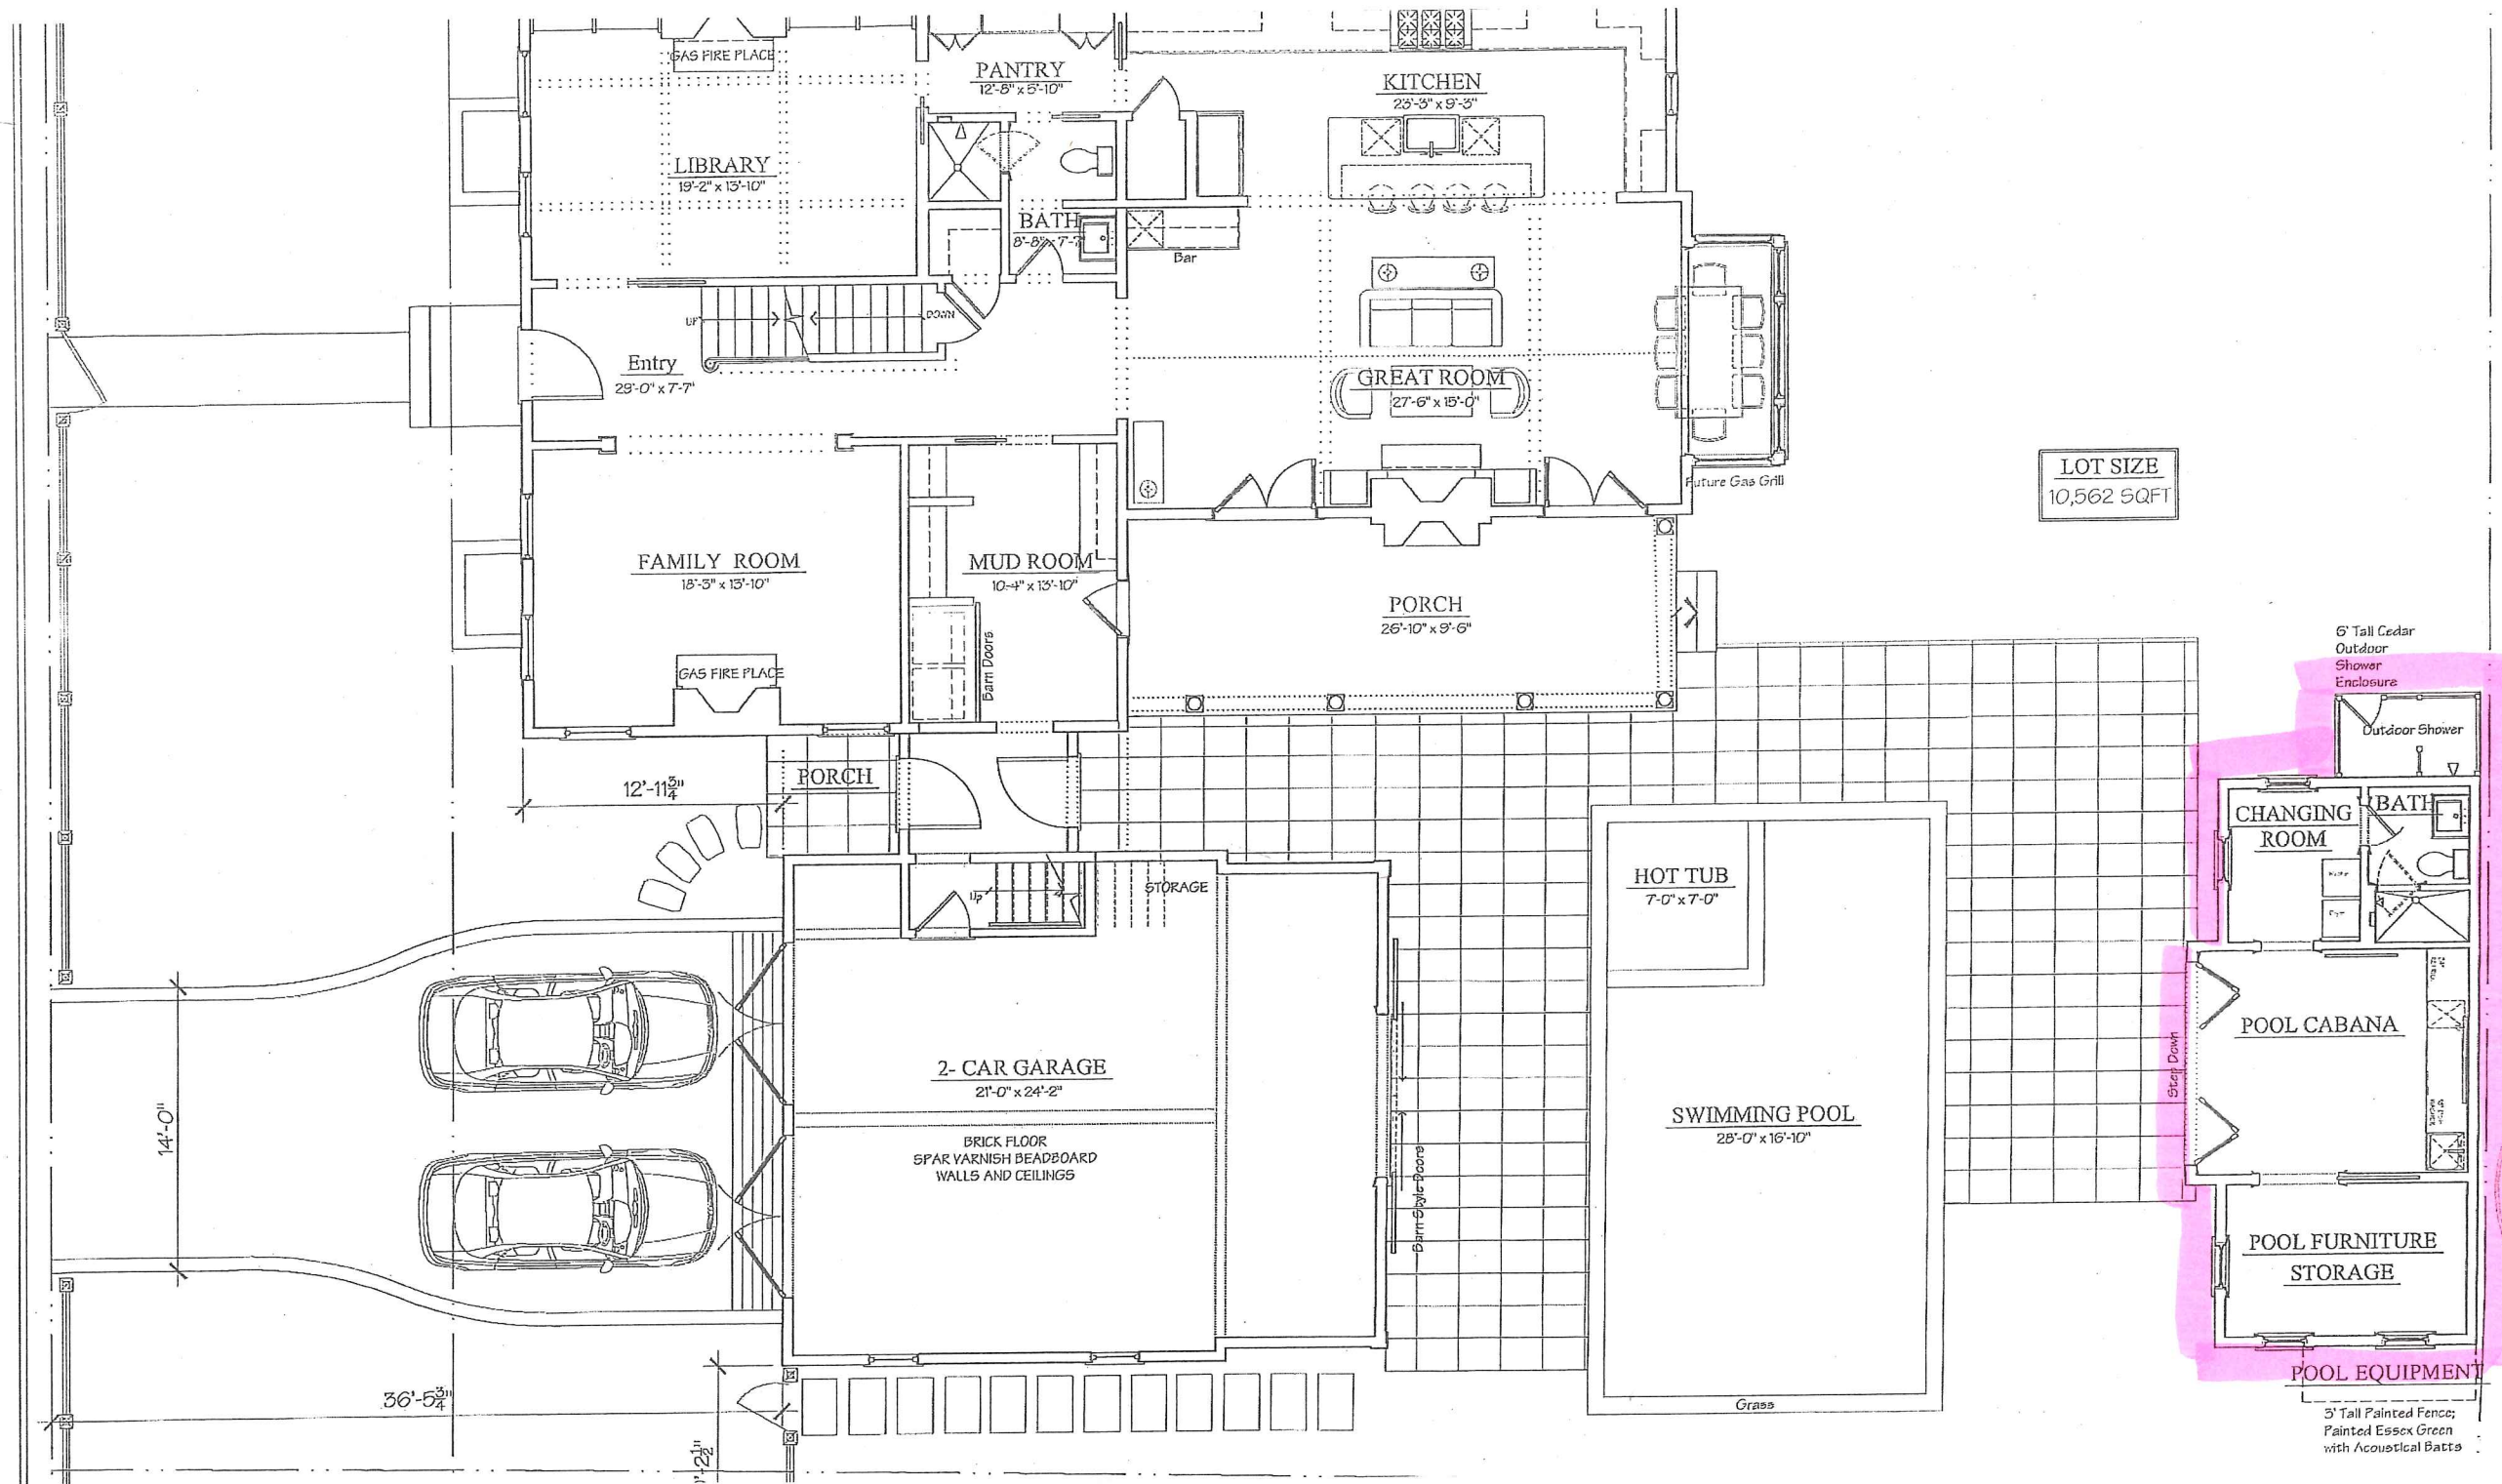 GAS FIRE PLACE
PANTRY
12'-8" x 5'-10"
KITCHEN
23'-3" x 9'-3"
LIBRARY
19'-2" x 13'-10"
BATH
Bar
UP
DOWN
Entry
29'-0" x 7'-7"
GREAT ROOM
27'-6" x 15'-0"
Future Gas Grill
LOT SIZE
10,562 SQFT
FAMILY ROOM
18'-3" x 13'-10"
MUD ROOM
10'-4" x 13'-10"
Barn Doors
PORCH
26'-10" x 9'-6"
GAS FIRE PLACE
6' Tall Cedar
Outdoor
Shower
Enclosure
Outdoor Shower
12'-11 3/4"
PORCH
CHANGING
ROOM
BATH
HOT TUB
7'-0" x 7'-0"
STORAGE
Up
POOL CABANA
Step Down
2- CAR GARAGE
21'-0" x 24'-2"
BRICK FLOOR
SPAR VARNISH BEADBOARD
WALLS AND CEILINGS
Barn Style Doors
SWIMMING POOL
28'-0" x 16'-10"
14'-0"
POOL FURNITURE
STORAGE
POOL EQUIPMENT
36'-5 3/4"
Grass
3' Tall Painted Fence;
Painted Essex Green
with Acoustical Batts